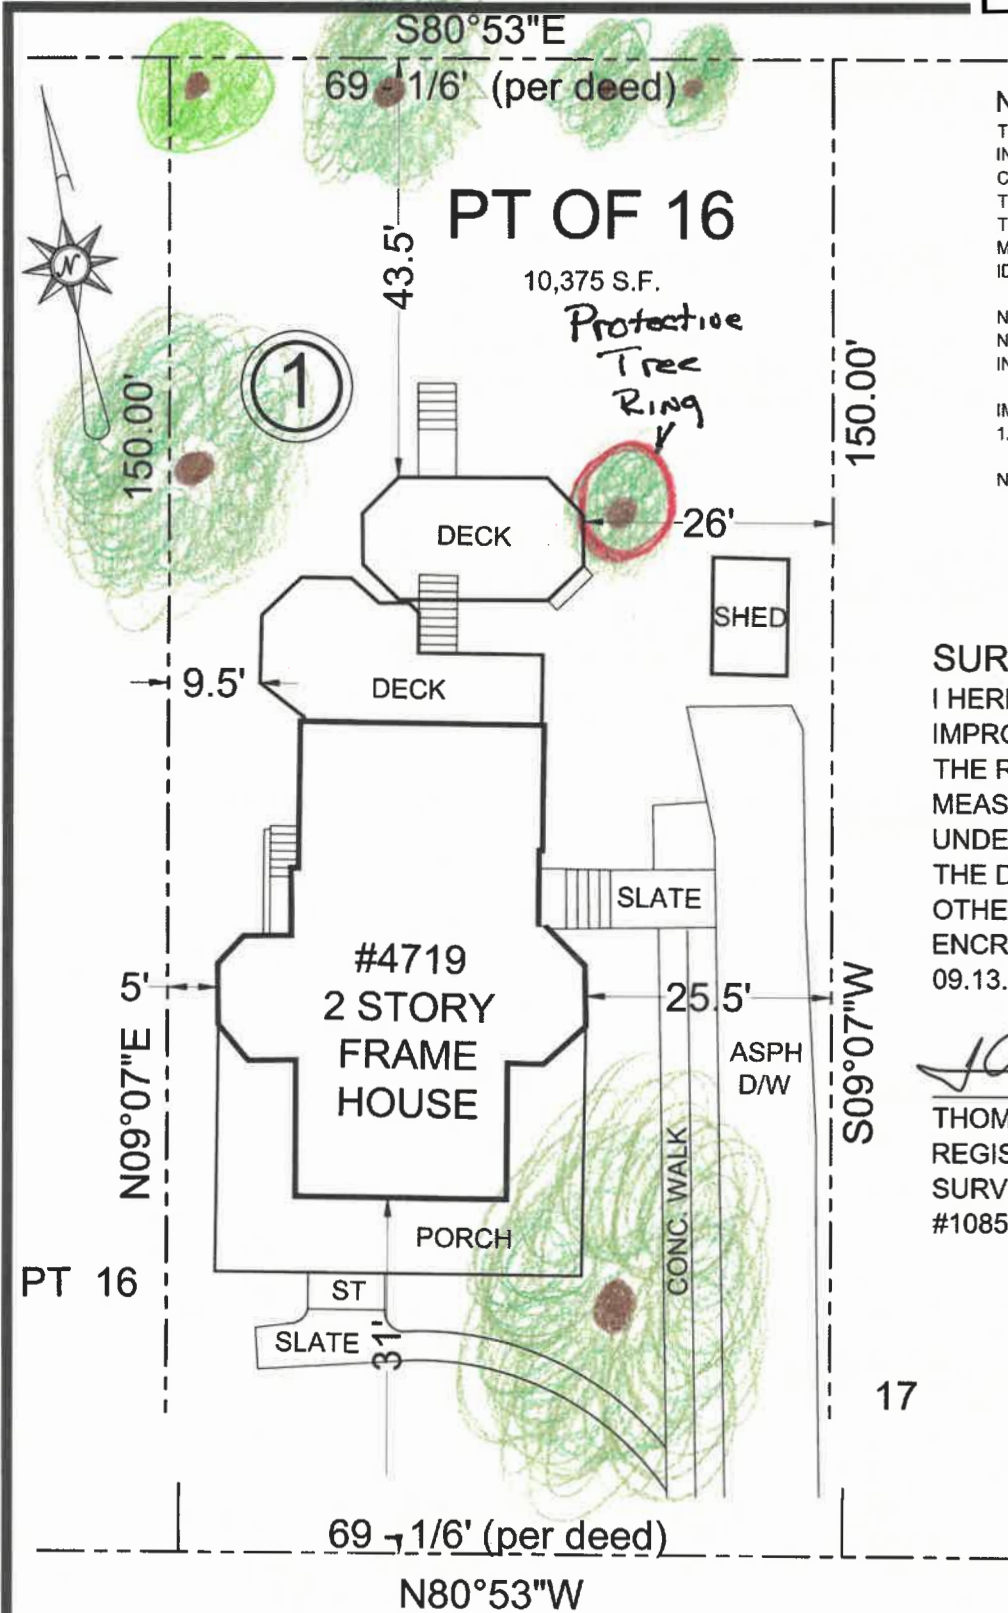 S80°53"E
69 - 1/6' (per deed)
PT OF 16
10,375 S.F.
Protective
Tree
Ring
43.5'
N
1
150.00'
150.00'
DECK
26'
SHED
9.5'
DECK
SLATE
#4719
2 STORY
FRAME
HOUSE
5'
25.5'
ASPH
D/W
N09°07"E
S09°07"W
CONC. WALK
PORCH
PT 16
ST
SLATE
31'
17
69 - 1/6' (per deed)
N80°53"W
SUR
I HER
IMPRO
THE R
MEAS
UNDE
THE D
OTHE
ENCR
09.13.
THOM
REGIS
SURV
#1085